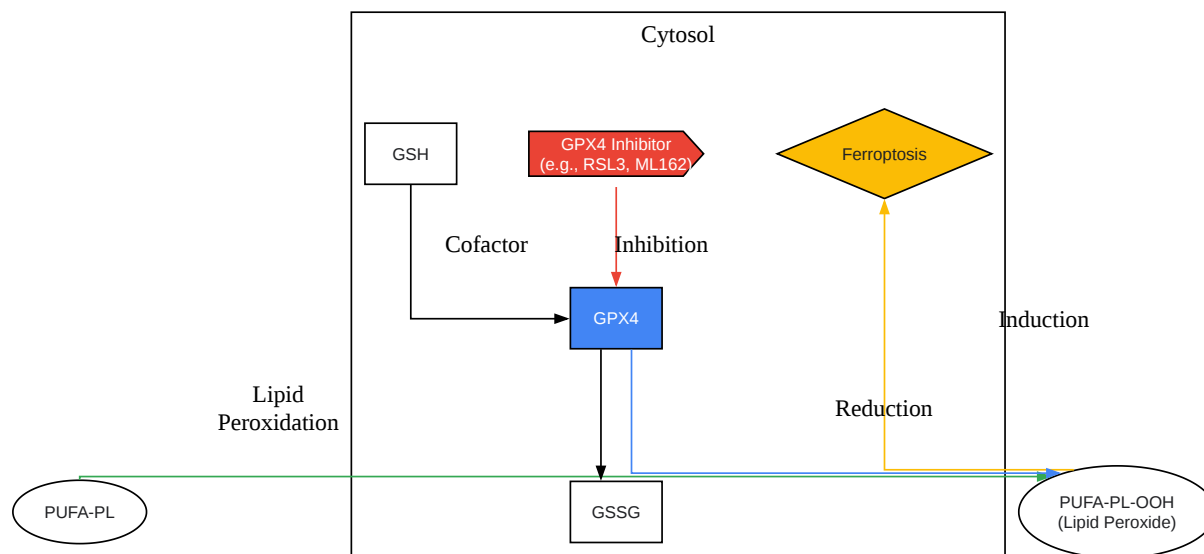 Cytosol
GSH
GPX4 Inhibitor
(e.g., RSL3, ML162)
Ferroptosis
Cofactor
Inhibition
GPX4
Induction
Lipid
Peroxidation
Reduction
PUFA-PL
GSSG
PUFA-PL-OOH
(Lipid Peroxide)